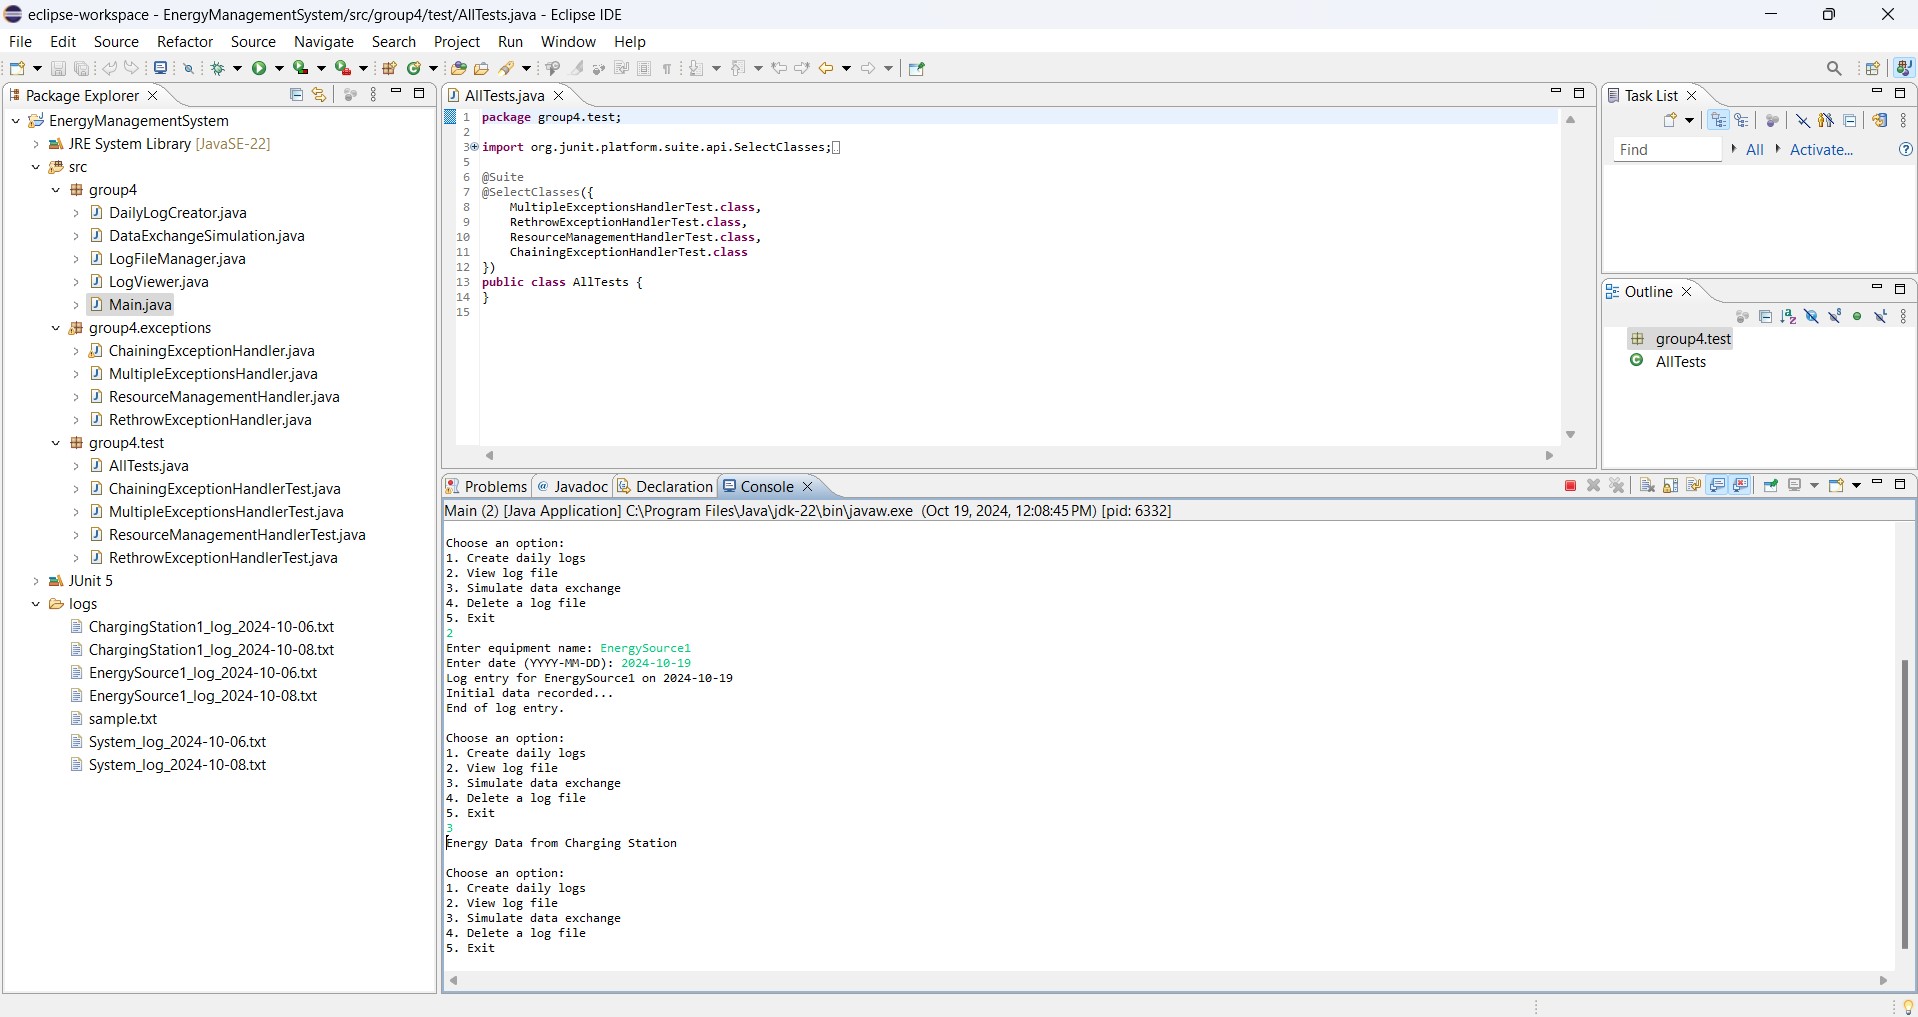 eclipse-workspace - EnergyManagementSystem/src/group4/test/AllTests.java - Eclipse IDE
File Edit Source Refactor Source Navigate Search Project Run Window Help
Package Explorer
EnergyManagementSystem
JRE System Library [JavaSE-22]
src
group4
DailyLogCreator.java
DataExchangeSimulation.java
LogFileManager.java
LogViewer.java
Main.java
group4.exceptions
ChainingExceptionHandler.java
MultipleExceptionsHandler.java
ResourceManagementHandler.java
RethrowExceptionHandler.java
group4.test
AllTests.java
ChainingExceptionHandlerTest.java
MultipleExceptionsHandlerTest.java
ResourceManagementHandlerTest.java
RethrowExceptionHandlerTest.java
JUnit 5
logs
ChargingStation1_log_2024-10-06.txt
ChargingStation1_log_2024-10-08.txt
EnergySource1_log_2024-10-06.txt
EnergySource1_log_2024-10-08.txt
sample.txt
System_log_2024-10-06.txt
System_log_2024-10-08.txt
AllTests.java
1 package group4.test;
2
3 import org.junit.platform.suite.api.SelectClasses;
5
6 @Suite
7 @SelectClasses({
8 MultipleExceptionsHandlerTest.class,
9 RethrowExceptionHandlerTest.class,
10 ResourceManagementHandlerTest.class,
11 ChainingExceptionHandlerTest.class
12 })
13 public class AllTests {
14 }
15
Task List
Find All Activate...
Outline
group4.test
AllTests
Problems @ Javadoc Declaration Console
Main (2) [Java Application] C:\Program Files\Java\jdk-22\bin\javaw.exe (Oct 19, 2024, 12:08:45 PM) [pid: 6332]
Choose an option:
1. Create daily logs
2. View log file
3. Simulate data exchange
4. Delete a log file
5. Exit
2
Enter equipment name: EnergySource1
Enter date (YYYY-MM-DD): 2024-10-19
Log entry for EnergySource1 on 2024-10-19
Initial data recorded...
End of log entry.
Choose an option:
1. Create daily logs
2. View log file
3. Simulate data exchange
4. Delete a log file
5. Exit
3
Energy Data from Charging Station
Choose an option:
1. Create daily logs
2. View log file
3. Simulate data exchange
4. Delete a log file
5. Exit